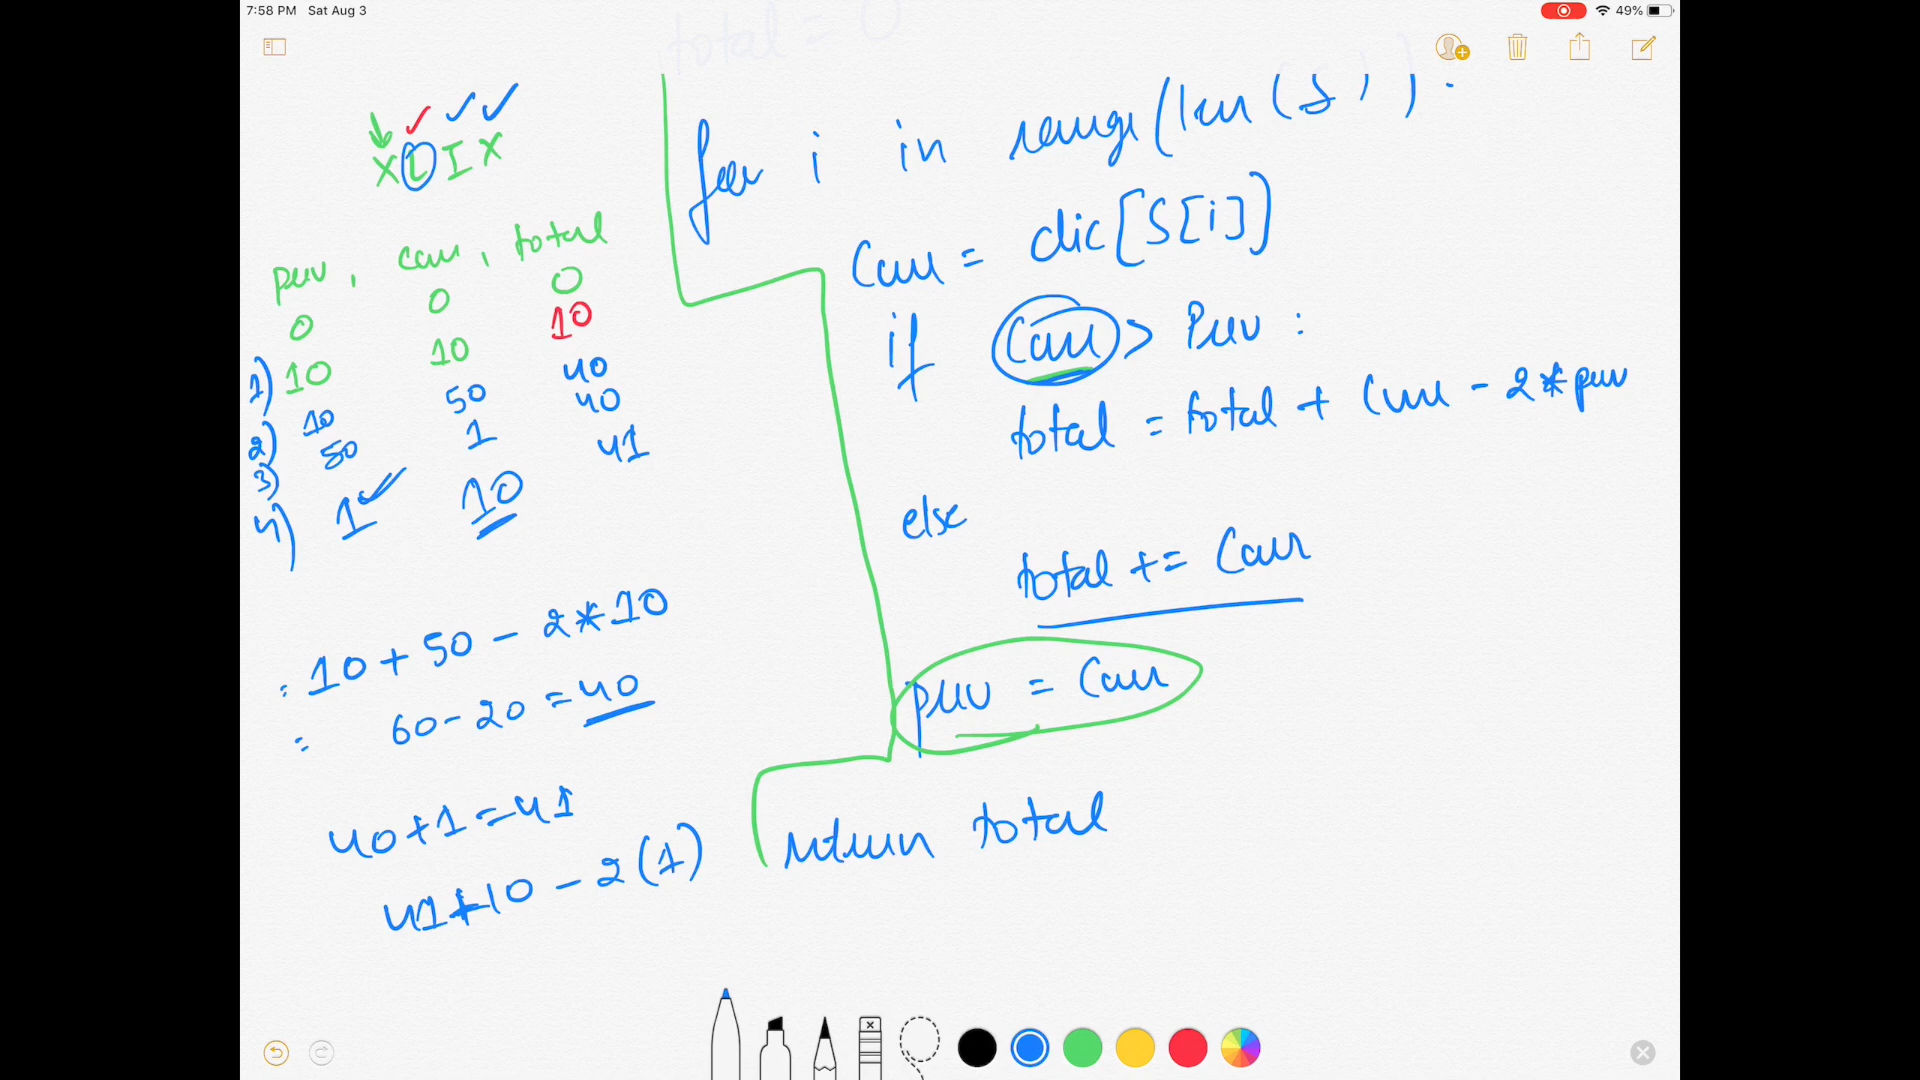 7:58 PM Sat Aug 3
49%
total = 0
XLIX
prev, curr, total
0 0 0
1) 10 10 10
10 50 40
2) 50 1 40
3) 41
4) 1 10
= 10 + 50 - 2*10
= 60 - 20 = 40
40+1=41
41+10 - 2(1)
for i in range(len(S)):
Curr = dic[S[i]]
if Curr > Prev:
total = total + Curr - 2*prev
else
total += Curr
prev = Curr
return total